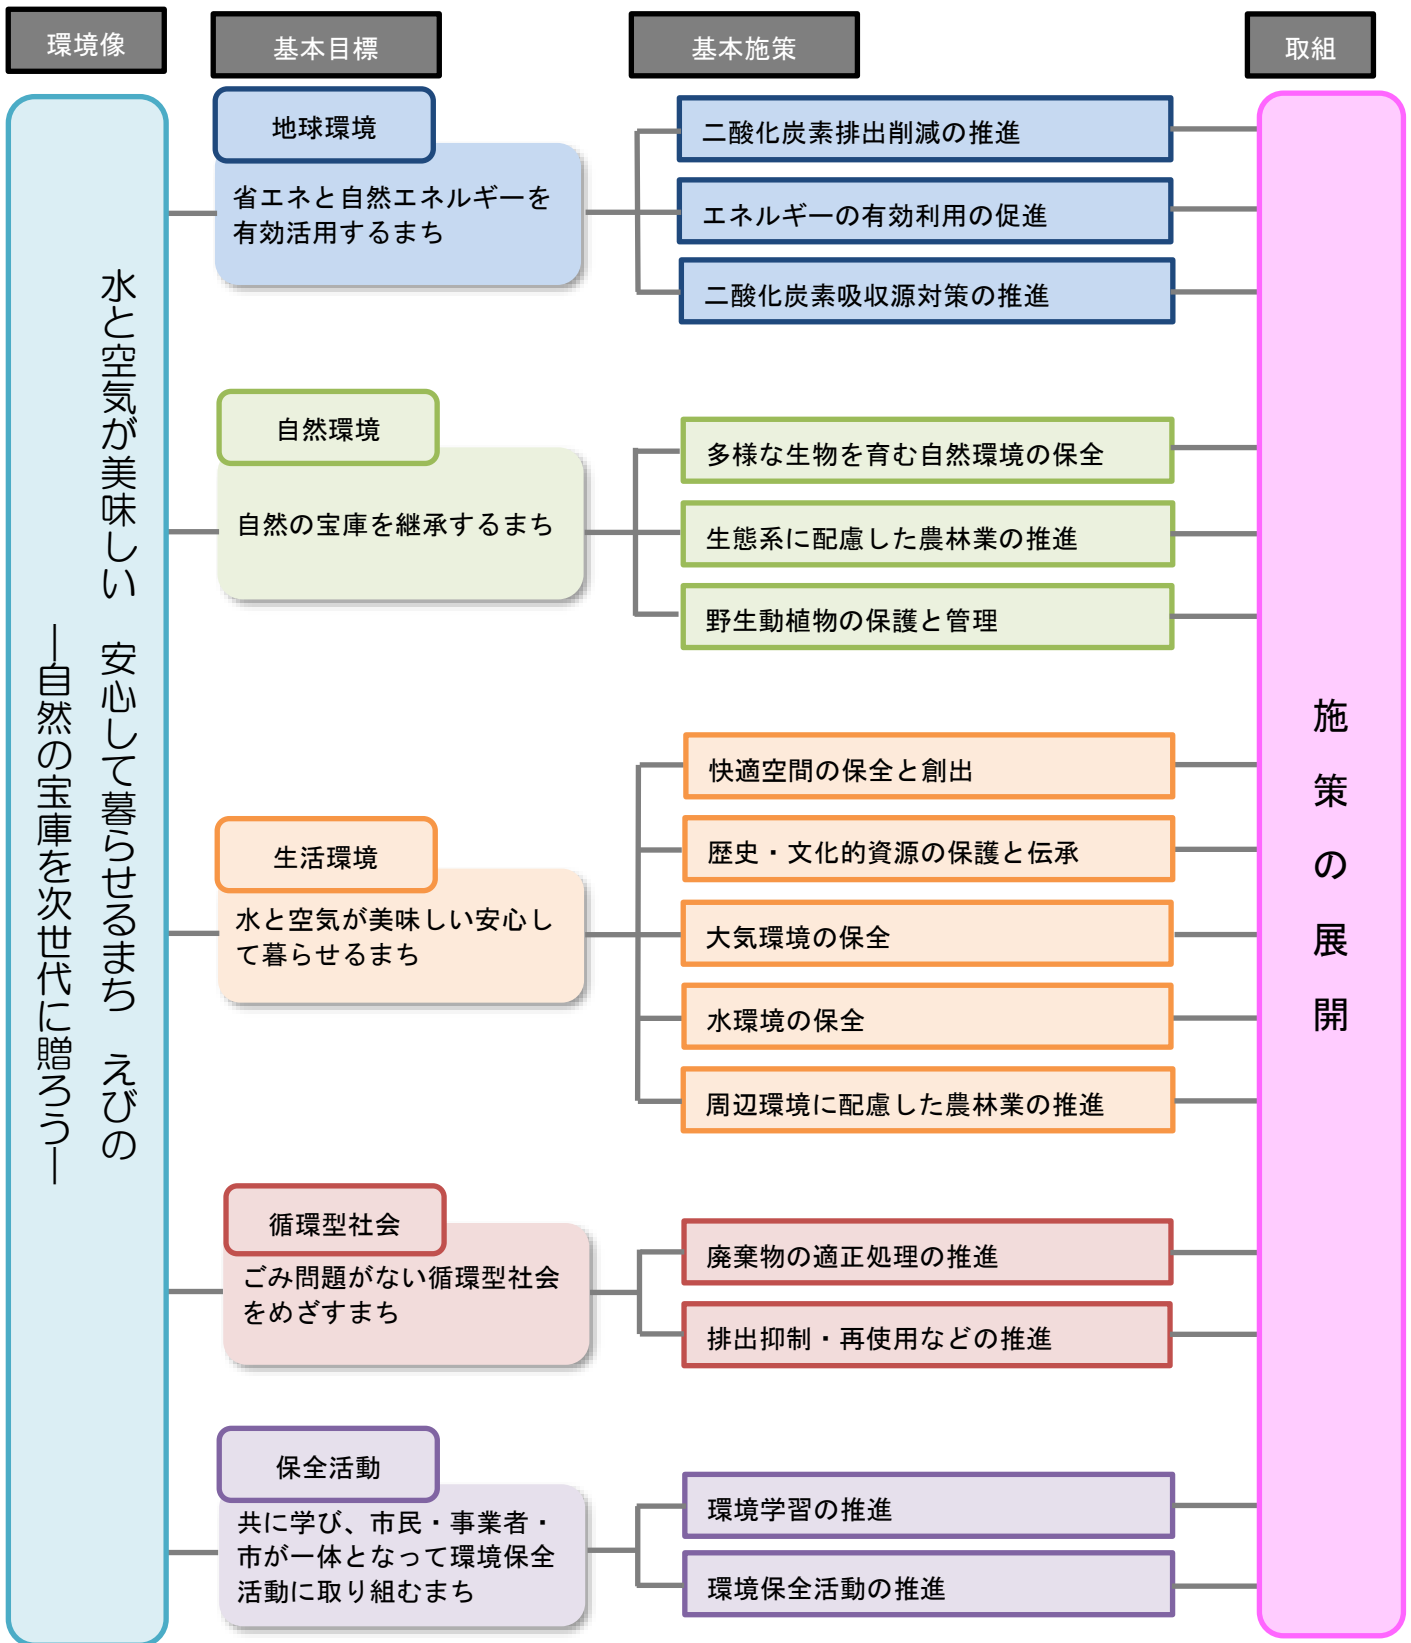 環境像
基本目標
基本施策
取組
水と空気が美味しい　安心して暮らせるまち　えびの
―自然の宝庫を次世代に贈ろう―
地球環境
省エネと自然エネルギーを
有効活用するまち
二酸化炭素排出削減の推進
エネルギーの有効利用の促進
二酸化炭素吸収源対策の推進
自然環境
自然の宝庫を継承するまち
多様な生物を育む自然環境の保全
生態系に配慮した農林業の推進
野生動植物の保護と管理
生活環境
水と空気が美味しい安心し
て暮らせるまち
快適空間の保全と創出
歴史・文化的資源の保護と伝承
大気環境の保全
水環境の保全
周辺環境に配慮した農林業の推進
循環型社会
ごみ問題がない循環型社会
をめざすまち
廃棄物の適正処理の推進
排出抑制・再使用などの推進
保全活動
共に学び、市民・事業者・
市が一体となって環境保全
活動に取り組むまち
環境学習の推進
環境保全活動の推進
施策の展開